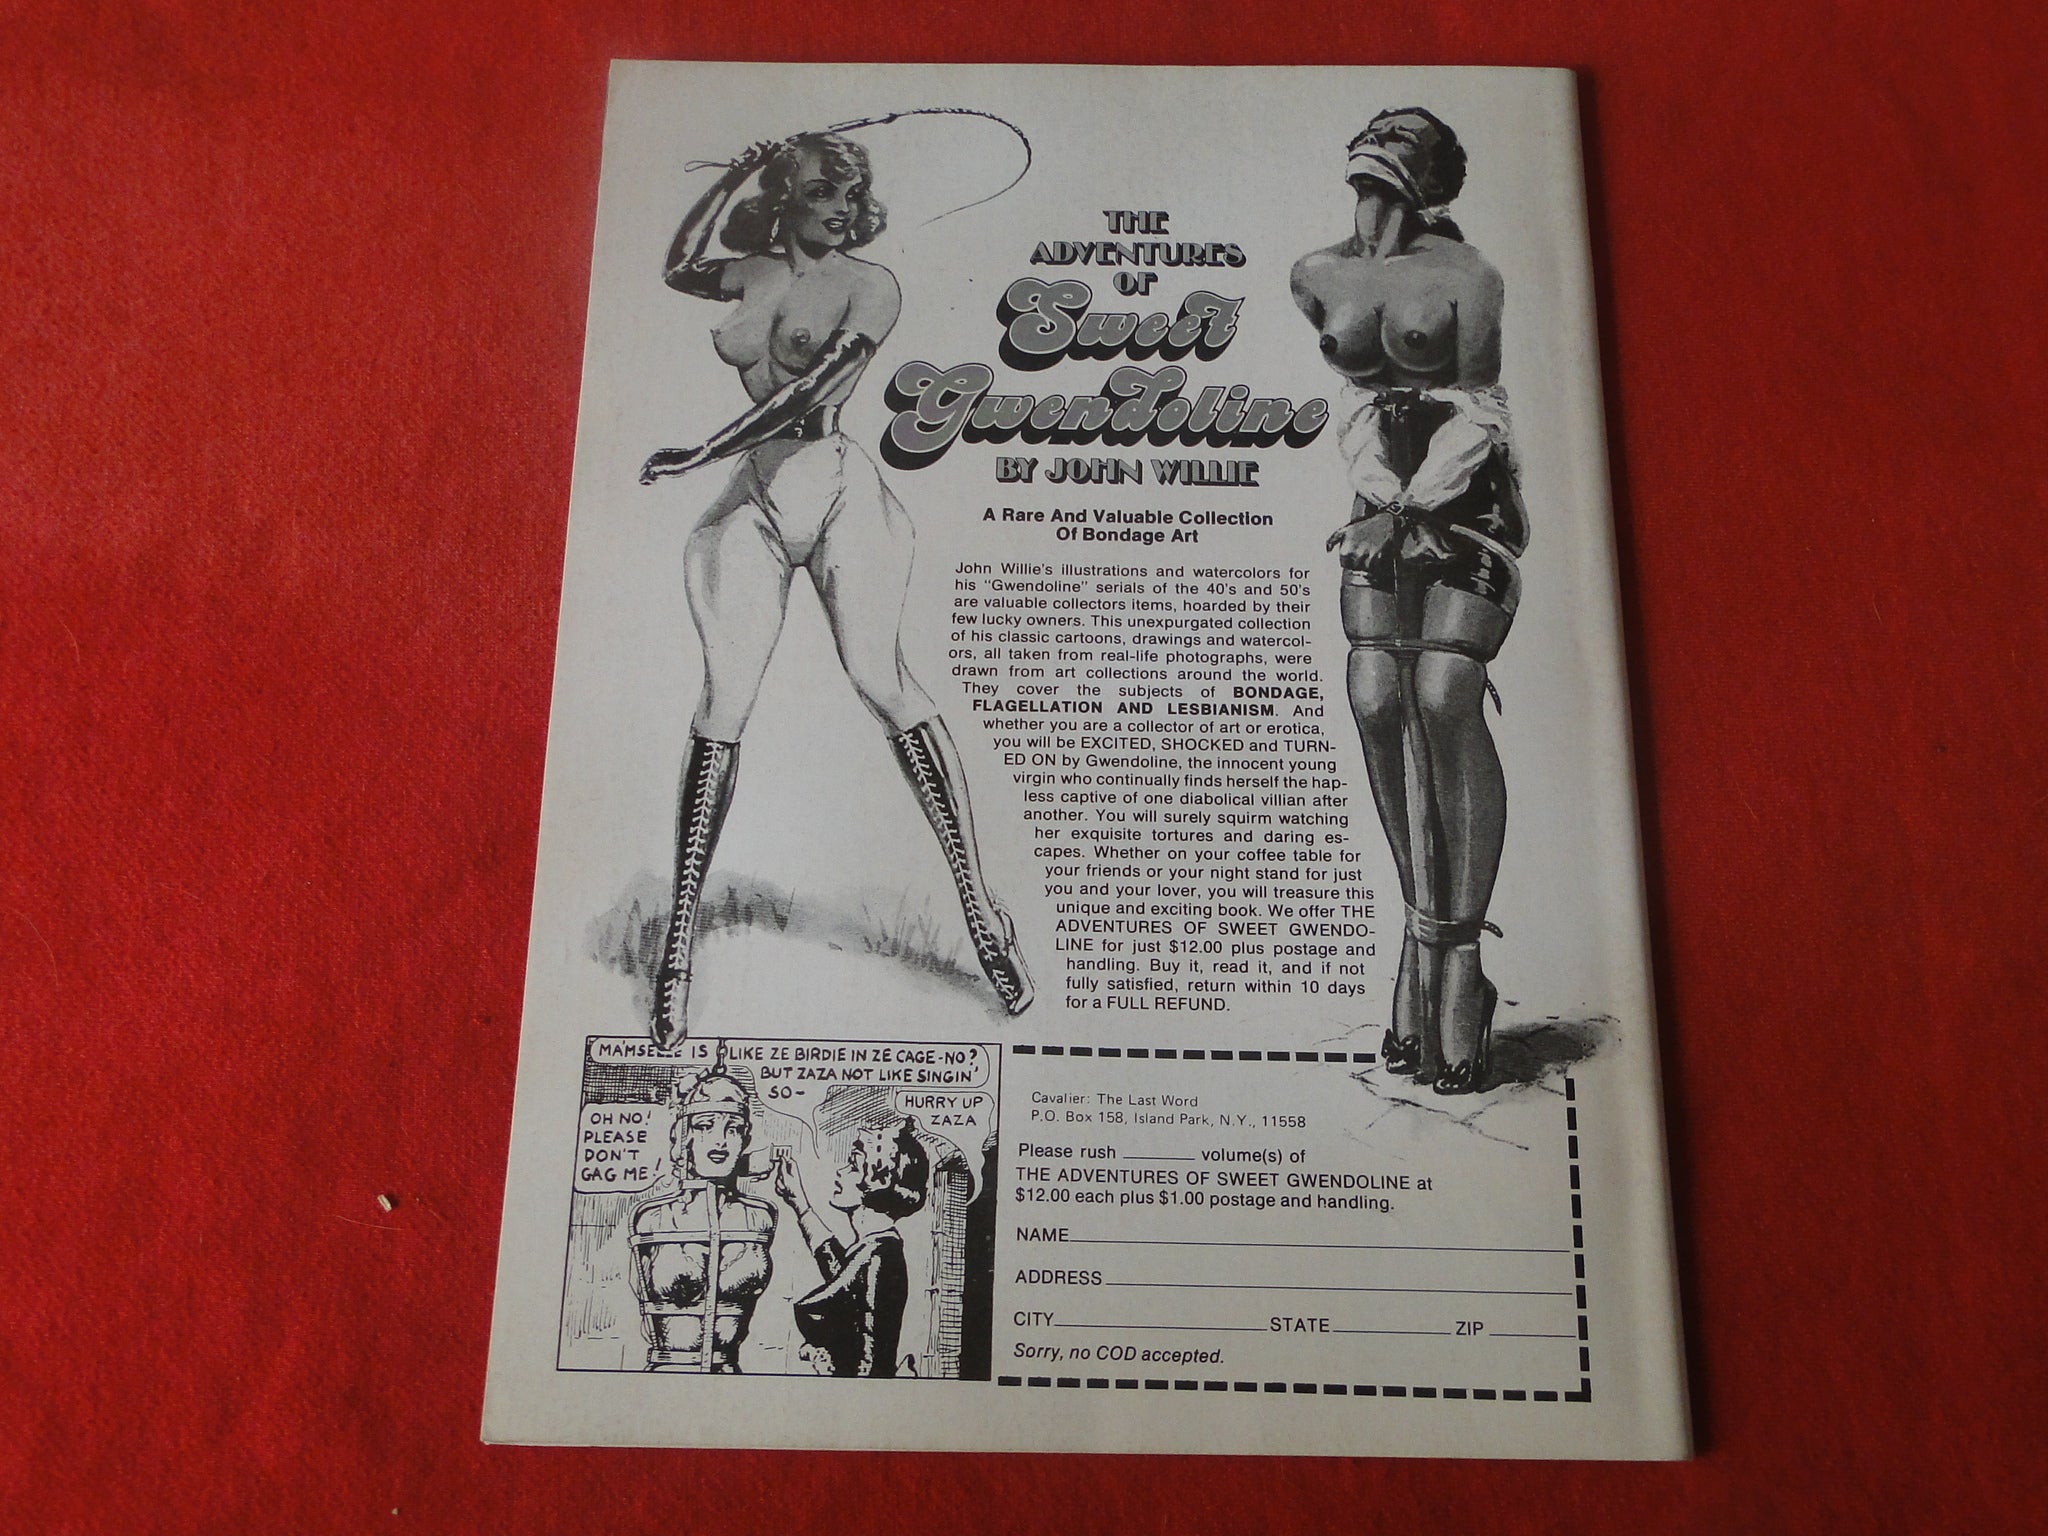 THE
ADVENTURES
OF
Sweet
Gwendoline
BY JOHN WILLIE
A Rare And Valuable Collection
Of Bondage Art
John Willie's illustrations and watercolors for
his "Gwendoline" serials of the 40's and 50's
are valuable collectors items, hoarded by their
few lucky owners. This unexpurgated collection
of his classic cartoons, drawings and watercol-
ors, all taken from real-life photographs, were
drawn from art collections around the world.
They cover the subjects of BONDAGE,
FLAGELLATION AND LESBIANISM. And
whether you are a collector of art or erotica,
you will be EXCITED, SHOCKED and TURN-
ED ON by Gwendoline, the innocent young
virgin who continually finds herself the hap-
less captive of one diabolical villian after
another. You will surely squirm watching
her exquisite tortures and daring es-
capes. Whether on your coffee table for
your friends or your night stand for just
you and your lover, you will treasure this
unique and exciting book. We offer THE
ADVENTURES OF SWEET GWENDO-
LINE for just $12.00 plus postage and
handling. Buy it, read it, and if not
fully satisfied, return within 10 days
for a FULL REFUND.
MA'MSELLE IS LIKE ZE BIRDIE IN ZE CAGE-NO?
BUT ZAZA NOT LIKE SINGIN'
SO-
HURRY UP
ZAZA
OH NO!
PLEASE
DON'T
GAG ME!
Cavalier: The Last Word
P.O. Box 158, Island Park, N.Y., 11558
Please rush ________ volume(s) of
THE ADVENTURES OF SWEET GWENDOLINE at
$12.00 each plus $1.00 postage and handling.
NAME
ADDRESS
CITY STATE ZIP
Sorry, no COD accepted.